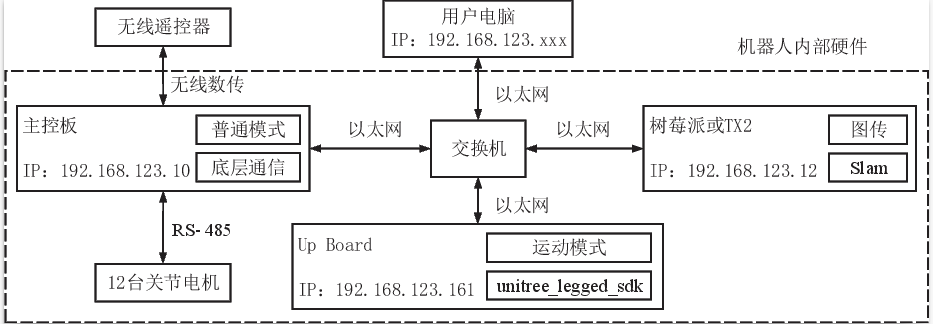 无线遥控器
用户电脑
IP：192.168.123.xxx
机器人内部硬件
无线数传
以太网
主控板
普通模式
IP：192.168.123.10
底层通信
以太网
交换机
以太网
树莓派或TX2
图传
IP：192.168.123.12
Slam
以太网
RS-485
12台关节电机
Up Board
运动模式
IP：192.168.123.161
unitree_legged_sdk